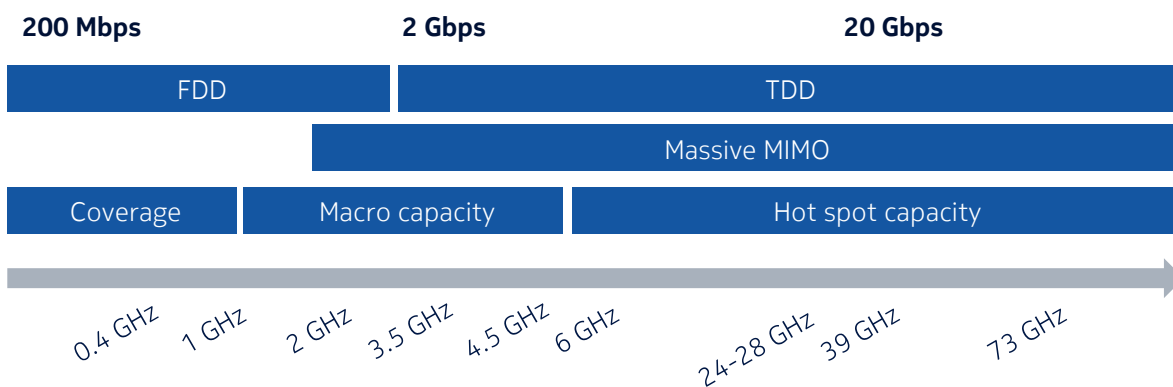 200 Mbps 2 Gbps 20 Gbps
FDD TDD
Massive MIMO
Coverage Macro capacity Hot spot capacity
0.4 GHz 1 GHz 2 GHz 3.5 GHz 4.5 GHz 6 GHz 24-28 GHz 39 GHz 73 GHz